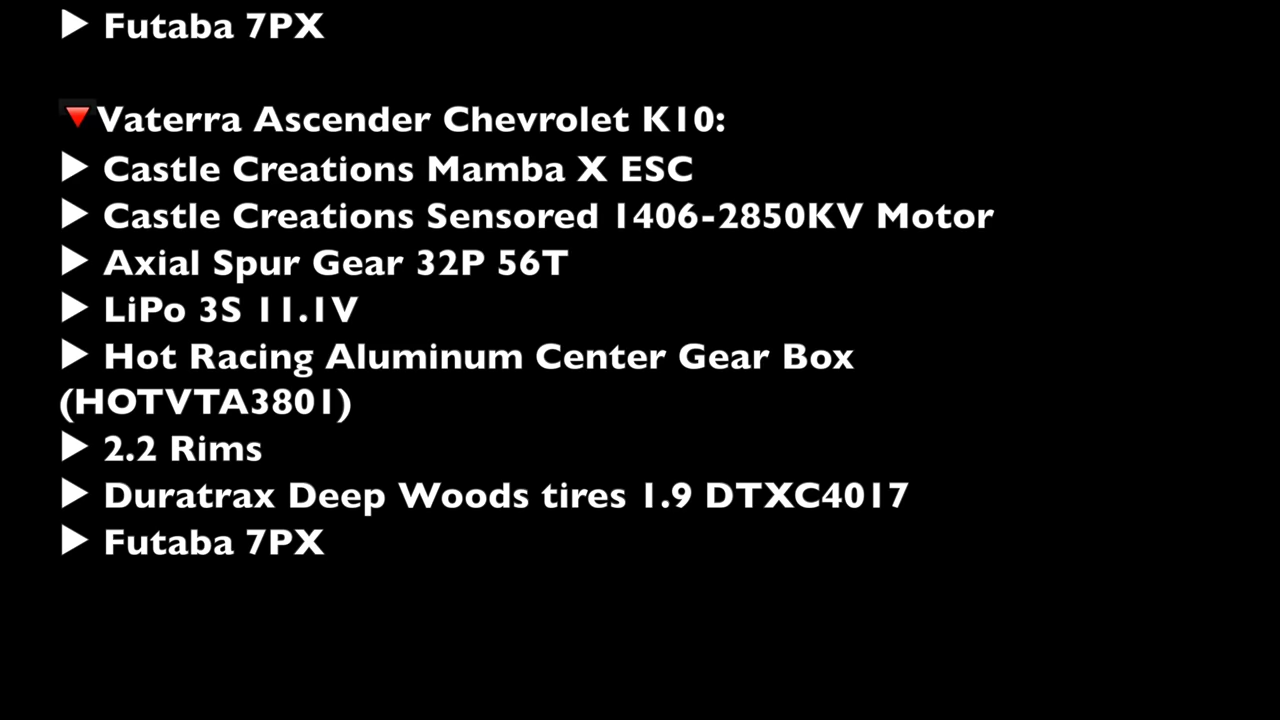 ▶ Futaba 7PX
🔻Vaterra Ascender Chevrolet K10:
▶ Castle Creations Mamba X ESC
▶ Castle Creations Sensored 1406-2850KV Motor
▶ Axial Spur Gear 32P 56T
▶ LiPo 3S 11.1V
▶ Hot Racing Aluminum Center Gear Box
(HOTVTA3801)
▶ 2.2 Rims
▶ Duratrax Deep Woods tires 1.9 DTXC4017
▶ Futaba 7PX